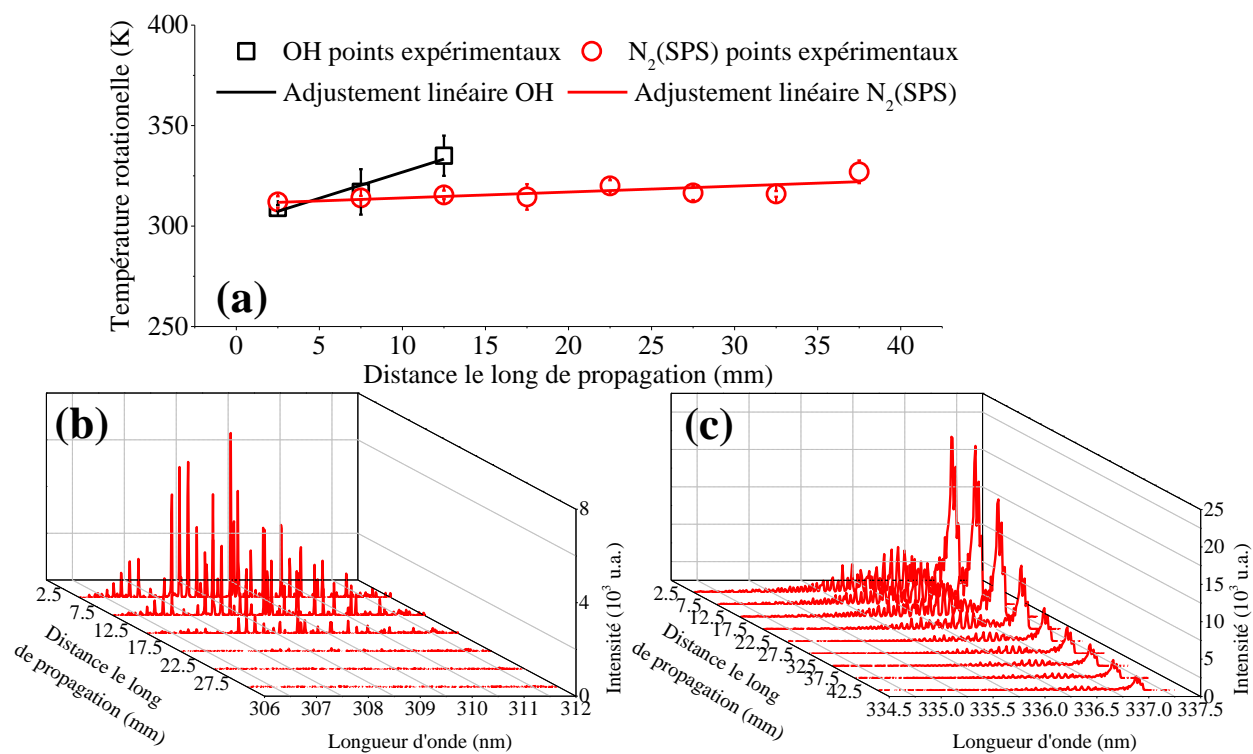 400
350
300
250
Température rotationelle (K)
OH points expérimentaux
N₂(SPS) points expérimentaux
Adjustement linéaire OH
Adjustement linéaire N₂(SPS)
(a)
0 5 10 15 20 25 30 35 40
Distance le long de propagation (mm)
(b)
8
4
0
Intensité (10³ u.a.)
2.5
7.5
12.5
17.5
22.5
27.5
Distance le long
de propagation (mm)
306 307 308 309 310 311 312
Longueur d'onde (nm)
(c)
25
20
15
10
5
0
Intensité (10³ u.a.)
2.5
7.5
12.5
17.5
22.5
27.5
32.5
37.5
42.5
Distance le long
de propagation (mm)
334.5 335.0 335.5 336.0 336.5 337.0 337.5
Longueur d'onde (nm)